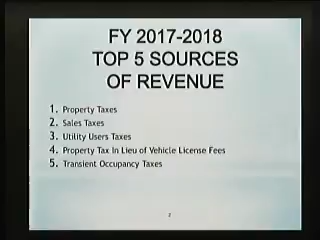 FY 2017-2018
TOP 5 SOURCES
OF REVENUE
1. Property Taxes
2. Sales Taxes
3. Utility Users Taxes
4. Property Tax In Lieu of Vehicle License Fees
5. Transient Occupancy Taxes
2